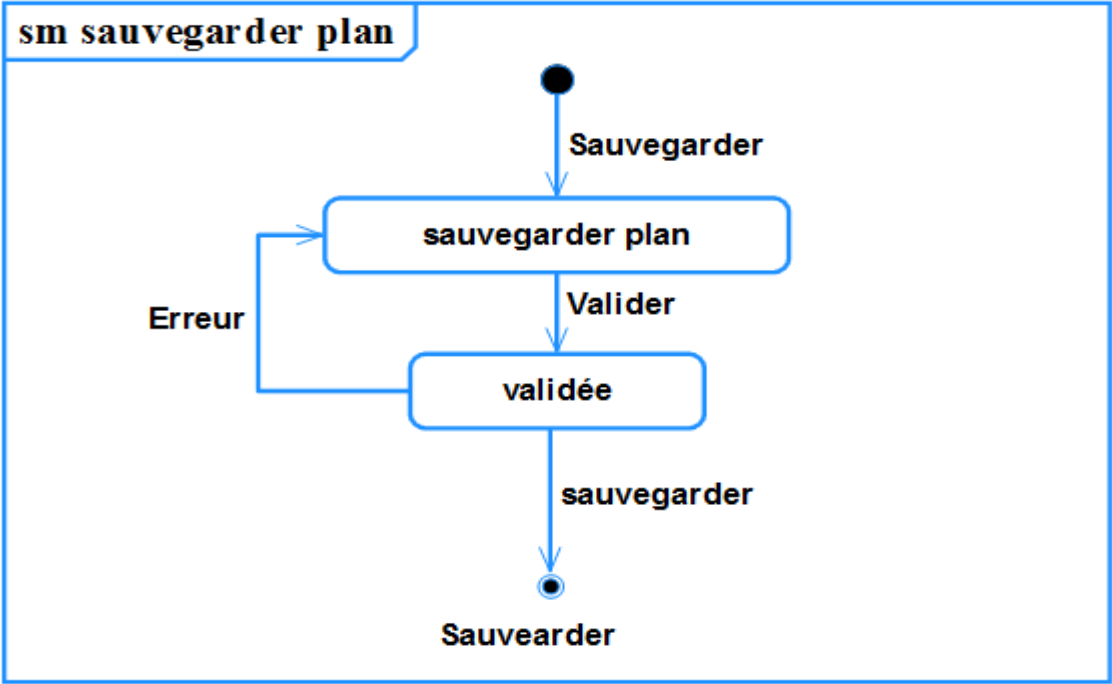 sm sauvegarder plan
Sauvegarder
sauvegarder plan
Valider
Erreur
validée
sauvegarder
Sauvearder